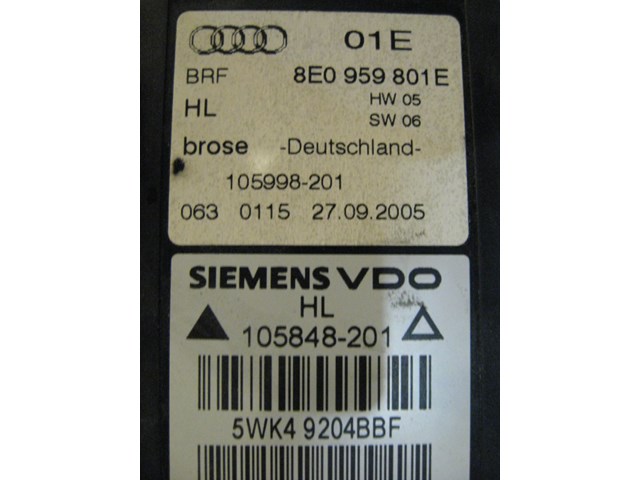 01E
BRF 8E0 959 801E
HL HW 05
SW 06
brose -Deutschland-
105998-201
063 0115 27.09.2005
SIEMENS VDO
HL
105848-201
5WK4 9204BBF